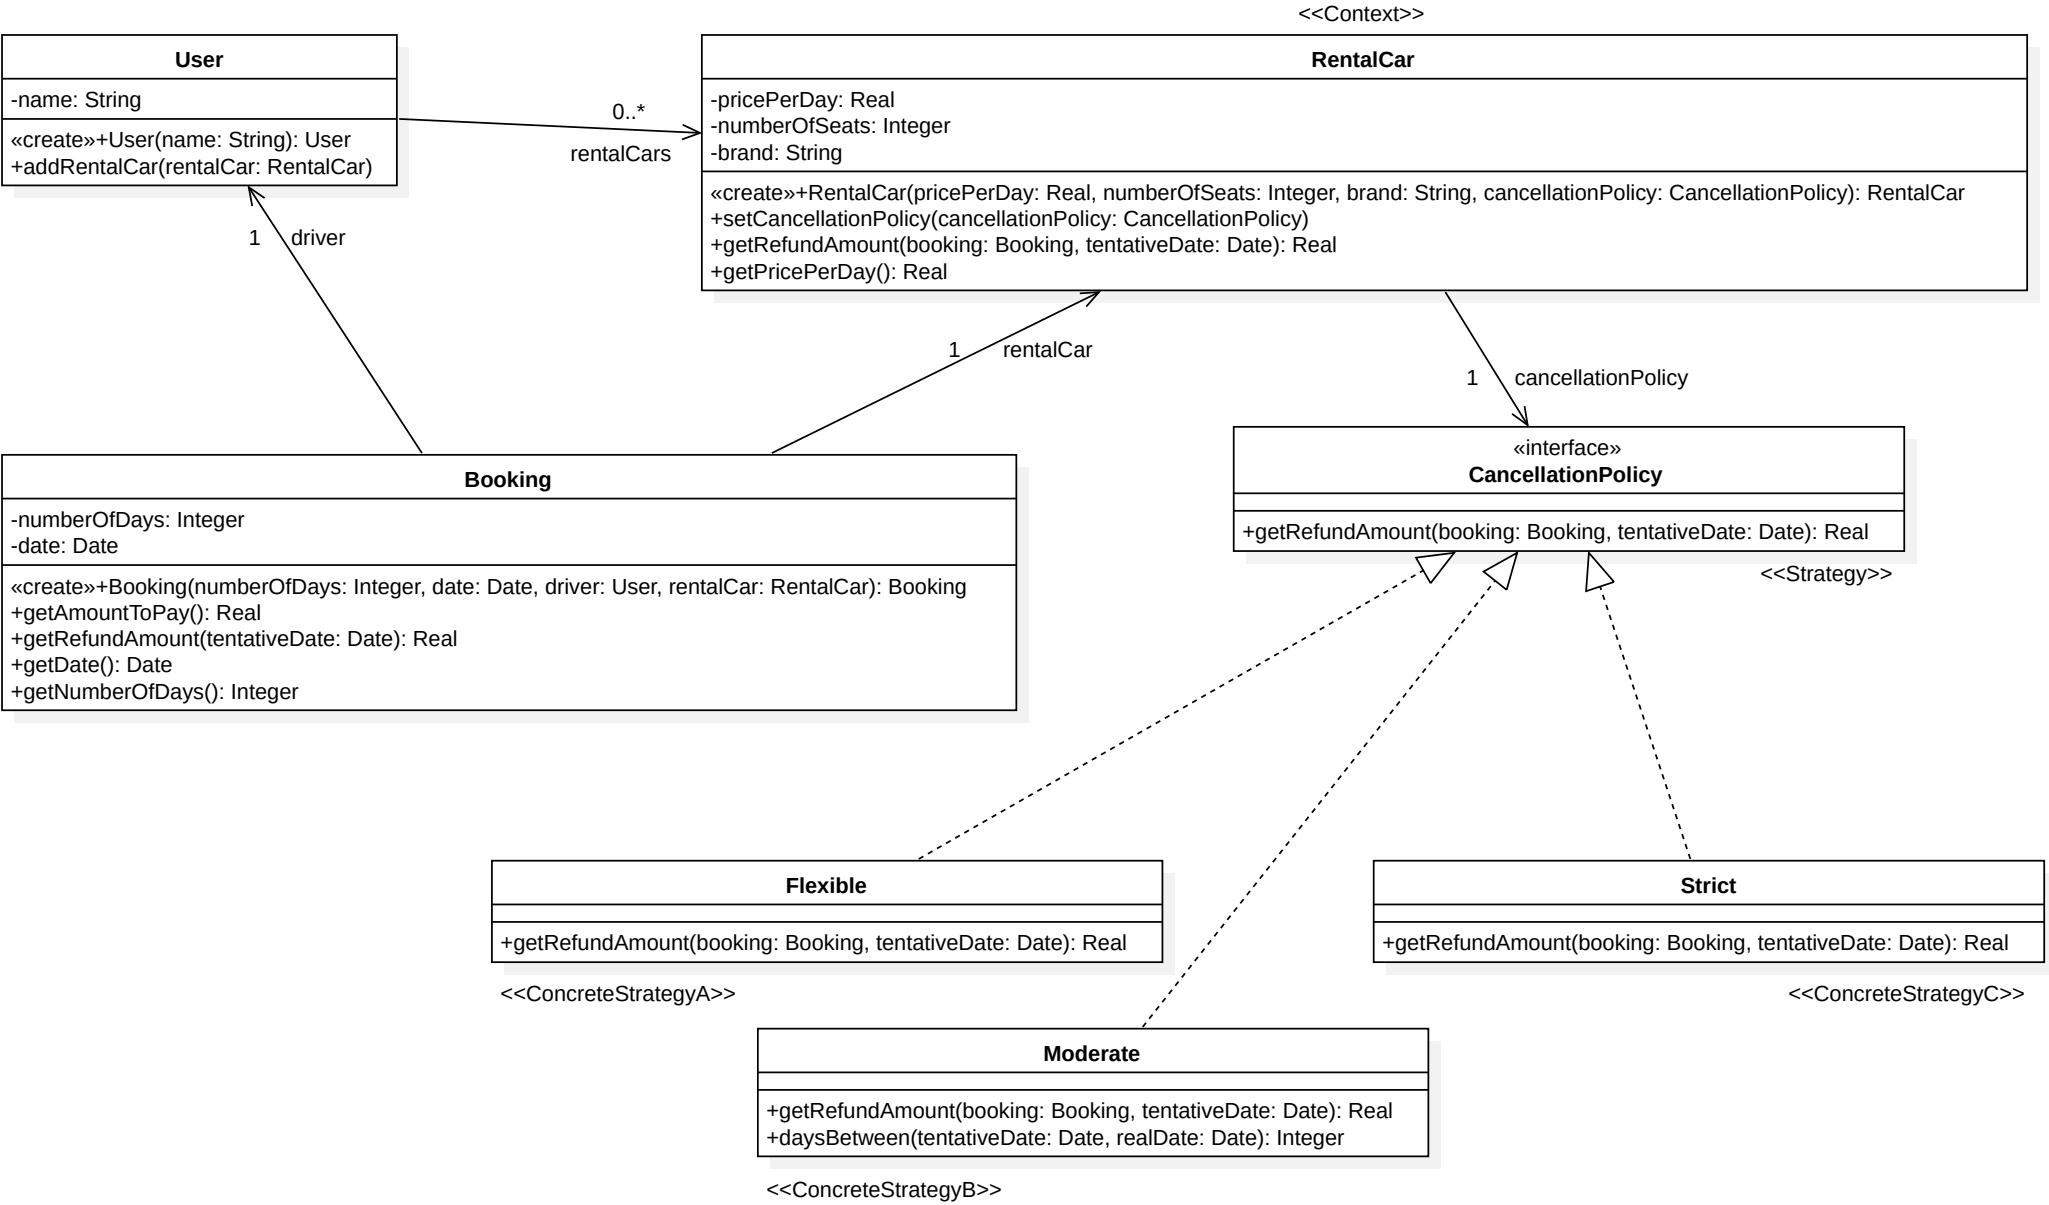 <<Context>>
User
-name: String
«create»+User(name: String): User
+addRentalCar(rentalCar: RentalCar)
0..*
rentalCars
RentalCar
-pricePerDay: Real
-numberOfSeats: Integer
-brand: String
«create»+RentalCar(pricePerDay: Real, numberOfSeats: Integer, brand: String, cancellationPolicy: CancellationPolicy): RentalCar
+setCancellationPolicy(cancellationPolicy: CancellationPolicy)
+getRefundAmount(booking: Booking, tentativeDate: Date): Real
+getPricePerDay(): Real
1 driver
1 rentalCar
1 cancellationPolicy
Booking
-numberOfDays: Integer
-date: Date
«create»+Booking(numberOfDays: Integer, date: Date, driver: User, rentalCar: RentalCar): Booking
+getAmountToPay(): Real
+getRefundAmount(tentativeDate: Date): Real
+getDate(): Date
+getNumberOfDays(): Integer
«interface»
CancellationPolicy
+getRefundAmount(booking: Booking, tentativeDate: Date): Real
<<Strategy>>
Flexible
+getRefundAmount(booking: Booking, tentativeDate: Date): Real
<<ConcreteStrategyA>>
Strict
+getRefundAmount(booking: Booking, tentativeDate: Date): Real
<<ConcreteStrategyC>>
Moderate
+getRefundAmount(booking: Booking, tentativeDate: Date): Real
+daysBetween(tentativeDate: Date, realDate: Date): Integer
<<ConcreteStrategyB>>